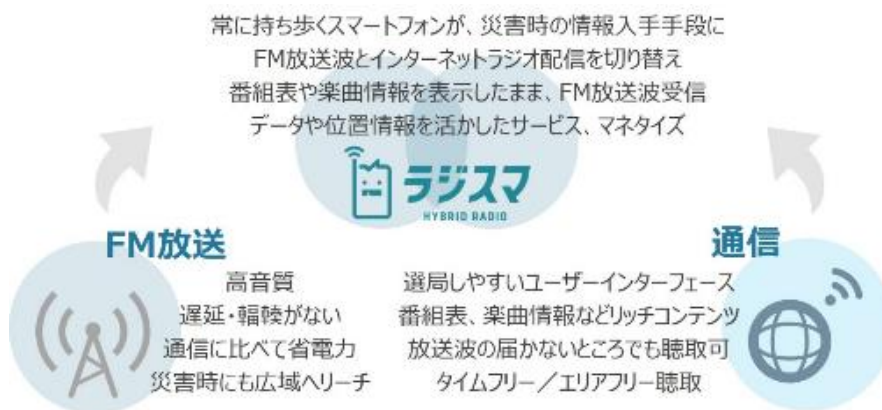 常に持ち歩くスマートフォンが、災害時の情報入手手段に
FM放送波とインターネットラジオ配信を切り替え
番組表や楽曲情報を表示したまま、FM放送波受信
データや位置情報を活かしたサービス、マネタイズ
ラジスマ
HYBRID RADIO
FM放送
高音質
遅延・輻輳がない
通信に比べて省電力
災害時にも広域へリーチ
通信
選局しやすいユーザーインターフェース
番組表、楽曲情報などリッチコンテンツ
放送波の届かないところでも聴取可
タイムフリー／エリアフリー聴取